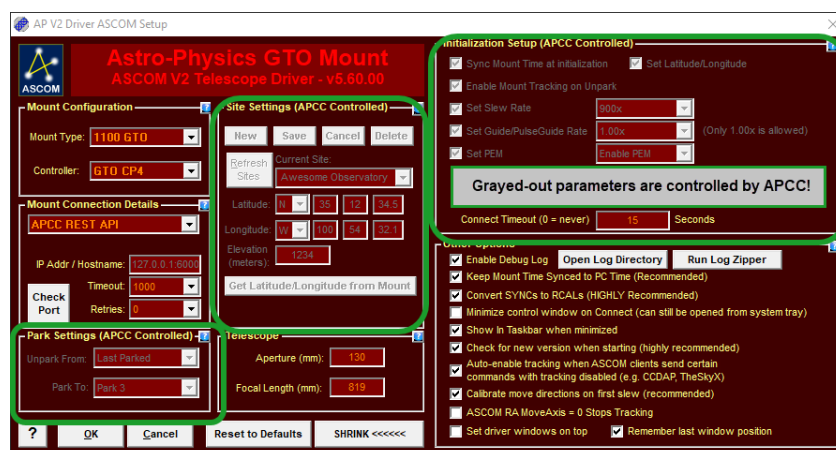 AP V2 Driver ASCOM Setup
ASCOM
Astro-Physics GTO Mount
ASCOM V2 Telescope Driver - v5.60.00
Mount Configuration
Mount Type: 1100 GTO
Controller: GTO CP4
Mount Connection Details
APCC REST API
IP Addr / Hostname: 127.0.0.1:6000
Timeout: 1000
Check Port
Retries: 0
Park Settings (APCC Controlled)
Unpark From: Last Parked
Park To: Park 3
Site Settings (APCC Controlled)
New Save Cancel Delete
Refresh Sites
Current Site:
Awesome Observatory
Latitude: N 35 12 34.5
Longitude: W 100 54 32.1
Elevation (meters): 1234
Get Latitude/Longitude from Mount
Telescope
Aperture (mm): 130
Focal Length (mm): 819
? OK Cancel Reset to Defaults SHRINK <<<<<<
Initialization Setup (APCC Controlled)
Sync Mount Time at initialization Set Latitude/Longitude
Enable Mount Tracking on Unpark
Set Slew Rate 900x
Set Guide/PulseGuide Rate 1.00x (Only 1.00x is allowed)
Set PEM Enable PEM
Grayed-out parameters are controlled by APCC!
Connect Timeout (0 = never) 15 Seconds
Other Options
Enable Debug Log Open Log Directory Run Log Zipper
Keep Mount Time Synced to PC Time (Recommended)
Convert SYNCs to RCALs (HIGHLY Recommended)
Minimize control window on Connect (can still be opened from system tray)
Show In Taskbar when minimized
Check for new version when starting (highly recommended)
Auto-enable tracking when ASCOM clients send certain
commands with tracking disabled (e.g. CCDAP, TheSkyX)
Calibrate move directions on first slew (recommended)
ASCOM RA MoveAxis = 0 Stops Tracking
Set driver windows on top Remember last window position